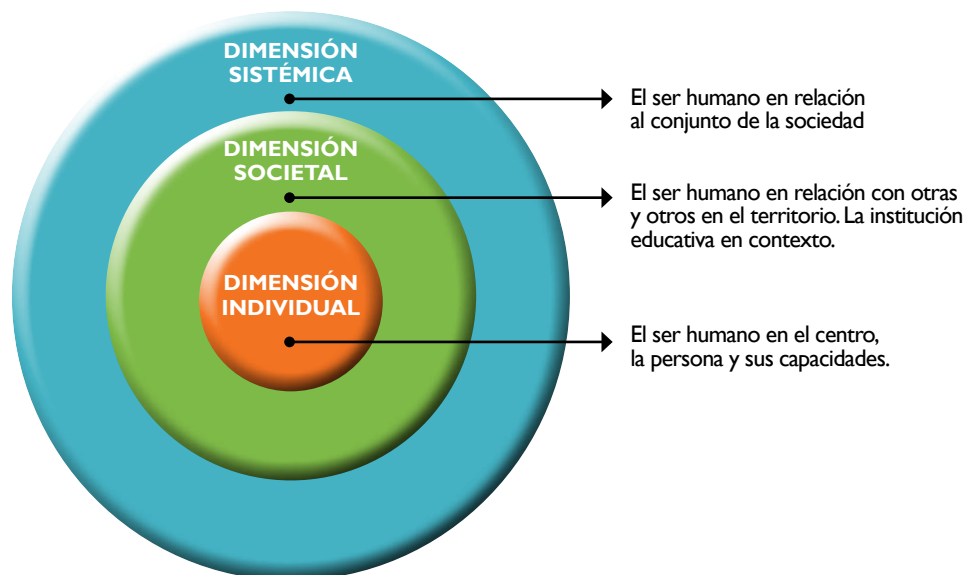 DIMENSIÓN
SISTÉMICA
El ser humano en relación
al conjunto de la sociedad
DIMENSIÓN
SOCIETAL
El ser humano en relación con otras
y otros en el territorio. La institución
educativa en contexto.
DIMENSIÓN
INDIVIDUAL
El ser humano en el centro,
la persona y sus capacidades.